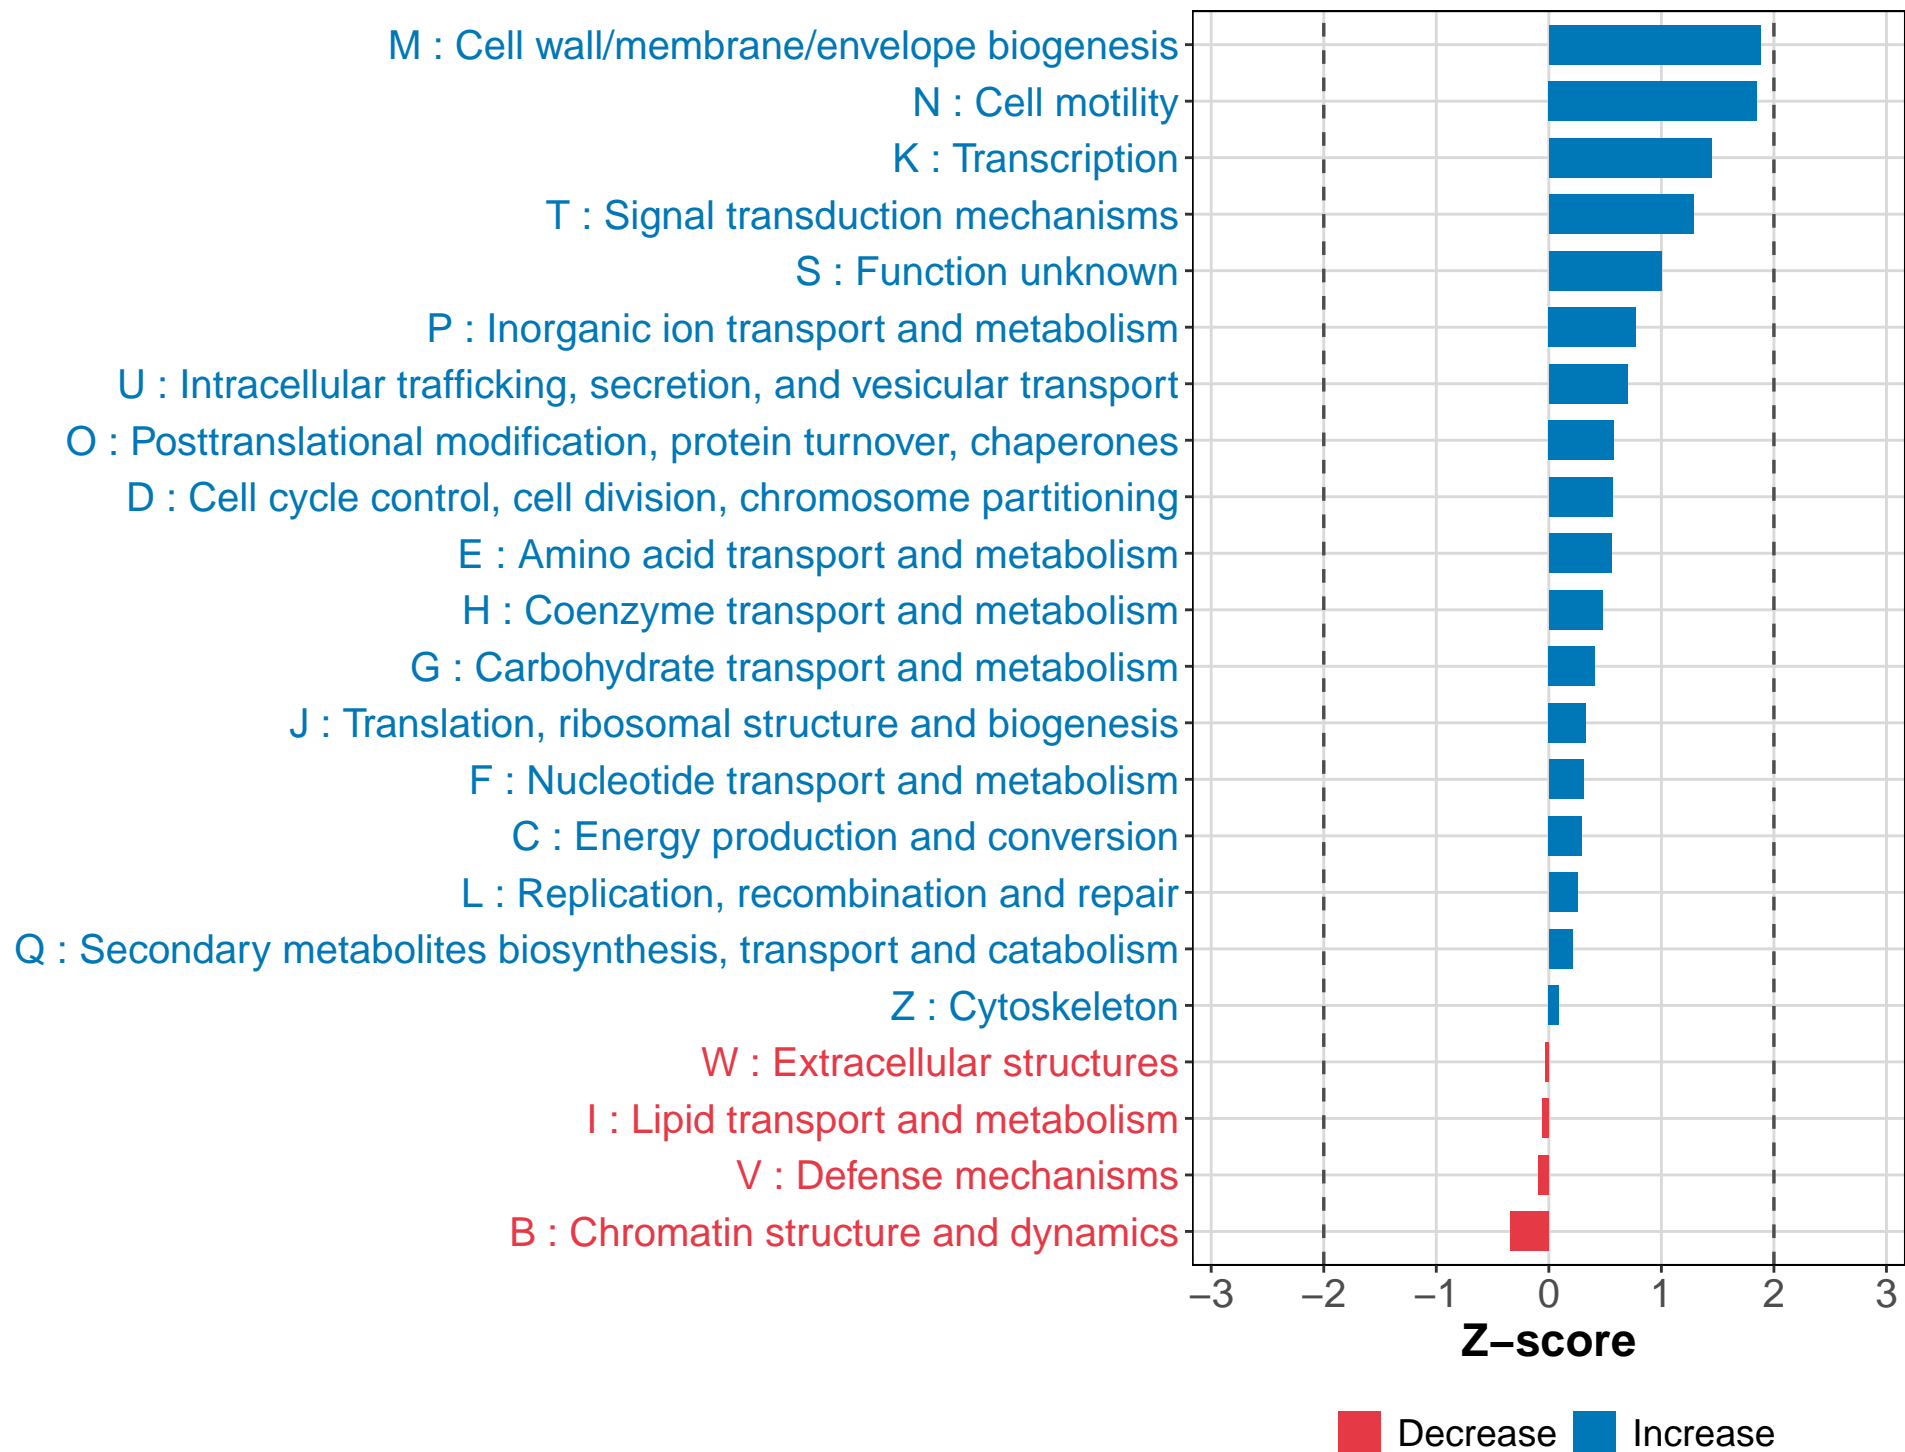 M : Cell wall/membrane/envelope biogenesis
N : Cell motility
K : Transcription
T : Signal transduction mechanisms
S : Function unknown
P : Inorganic ion transport and metabolism
U : Intracellular trafficking, secretion, and vesicular transport
O : Posttranslational modification, protein turnover, chaperones
D : Cell cycle control, cell division, chromosome partitioning
E : Amino acid transport and metabolism
H : Coenzyme transport and metabolism
G : Carbohydrate transport and metabolism
J : Translation, ribosomal structure and biogenesis
F : Nucleotide transport and metabolism
C : Energy production and conversion
L : Replication, recombination and repair
Q : Secondary metabolites biosynthesis, transport and catabolism
Z : Cytoskeleton
W : Extracellular structures
I : Lipid transport and metabolism
V : Defense mechanisms
B : Chromatin structure and dynamics
−3 −2 −1 0 1 2 3
Z−score
Decrease Increase